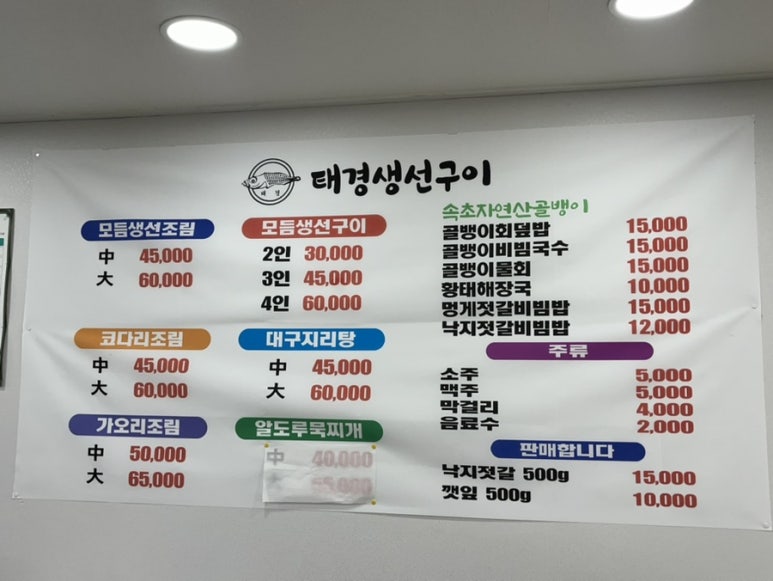 태경
태경생선구이
모듬생선조림
中 45,000
大 60,000
모듬생선구이
2인 30,000
3인 45,000
4인 60,000
코다리조림
中 45,000
大 60,000
대구지리탕
中 45,000
大 60,000
가오리조림
中 50,000
大 65,000
알도루묵찌개
中 40,000
속초자연산골뱅이
골뱅이회덮밥 15,000
골뱅이비빔국수 15,000
골뱅이물회 15,000
황태해장국 10,000
멍게젓갈비빔밥 15,000
낙지젓갈비빔밥 12,000
주류
소주 5,000
맥주 5,000
막걸리 4,000
음료수 2,000
판매합니다
낙지젓갈 500g 15,000
깻잎 500g 10,000